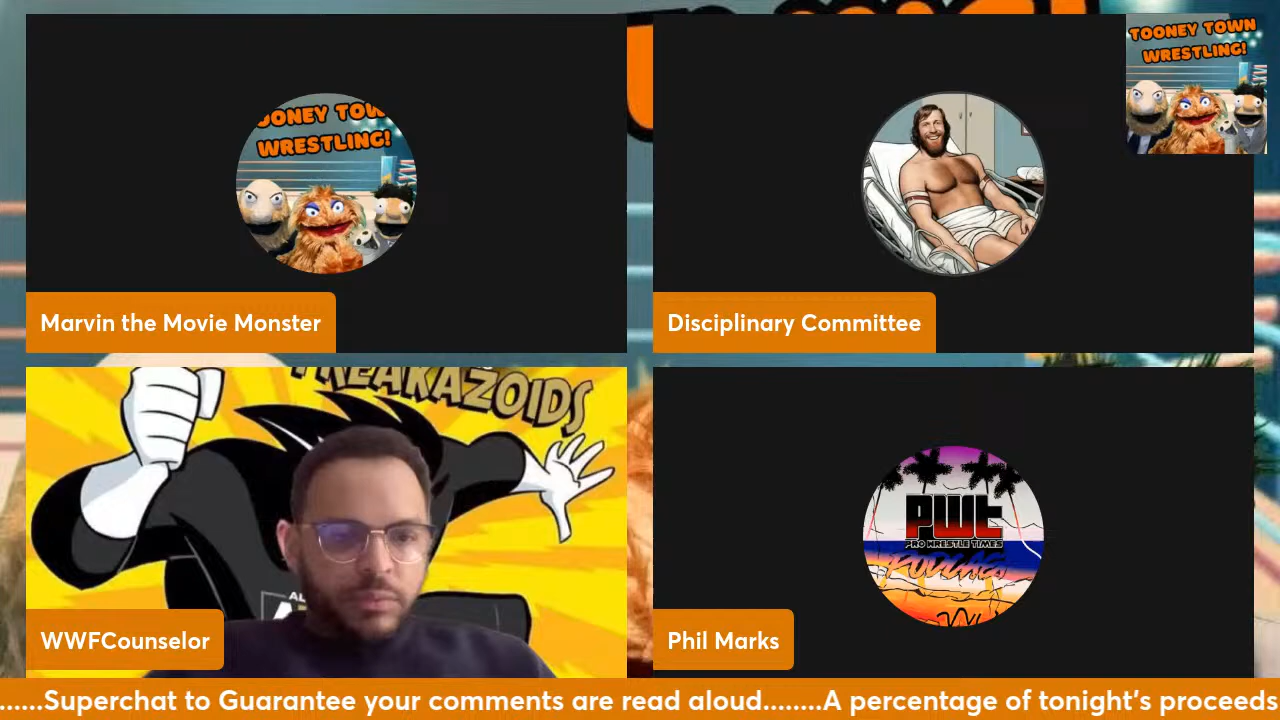 TOONEY TOWN
WRESTLING!
TOONEY TOWN
WRESTLING!
Marvin the Movie Monster
Disciplinary Committee
FREAKAZOIDS
WWFCounselor
PWT
PRO WRESTLE TIMES
PODCAST
Phil Marks
......Superchat to Guarantee your comments are read aloud........A percentage of tonight's proceeds